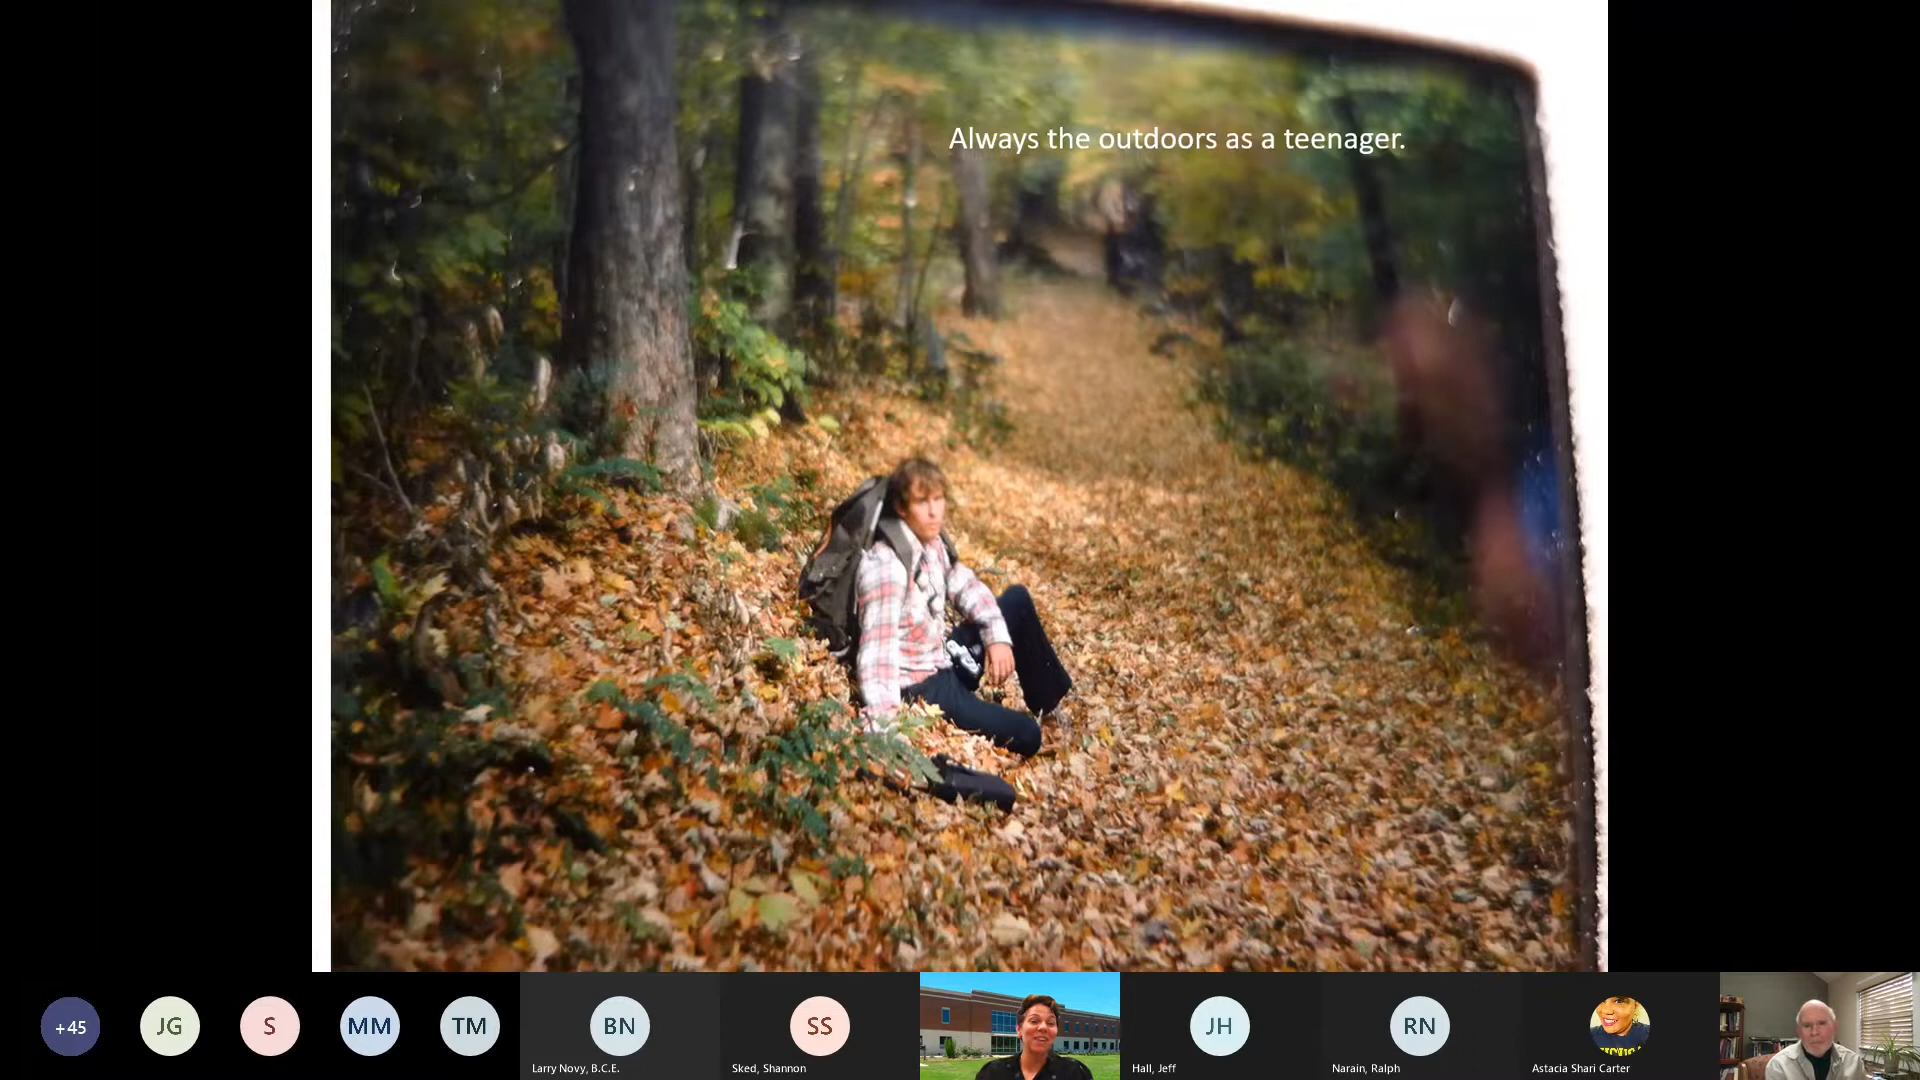 Always the outdoors as a teenager.
+45
JG
S
MM
TM
BN
SS
JH
RN
Larry Novy, B.C.E.
Sked, Shannon
Hall, Jeff
Narain, Ralph
Astacia Shari Carter